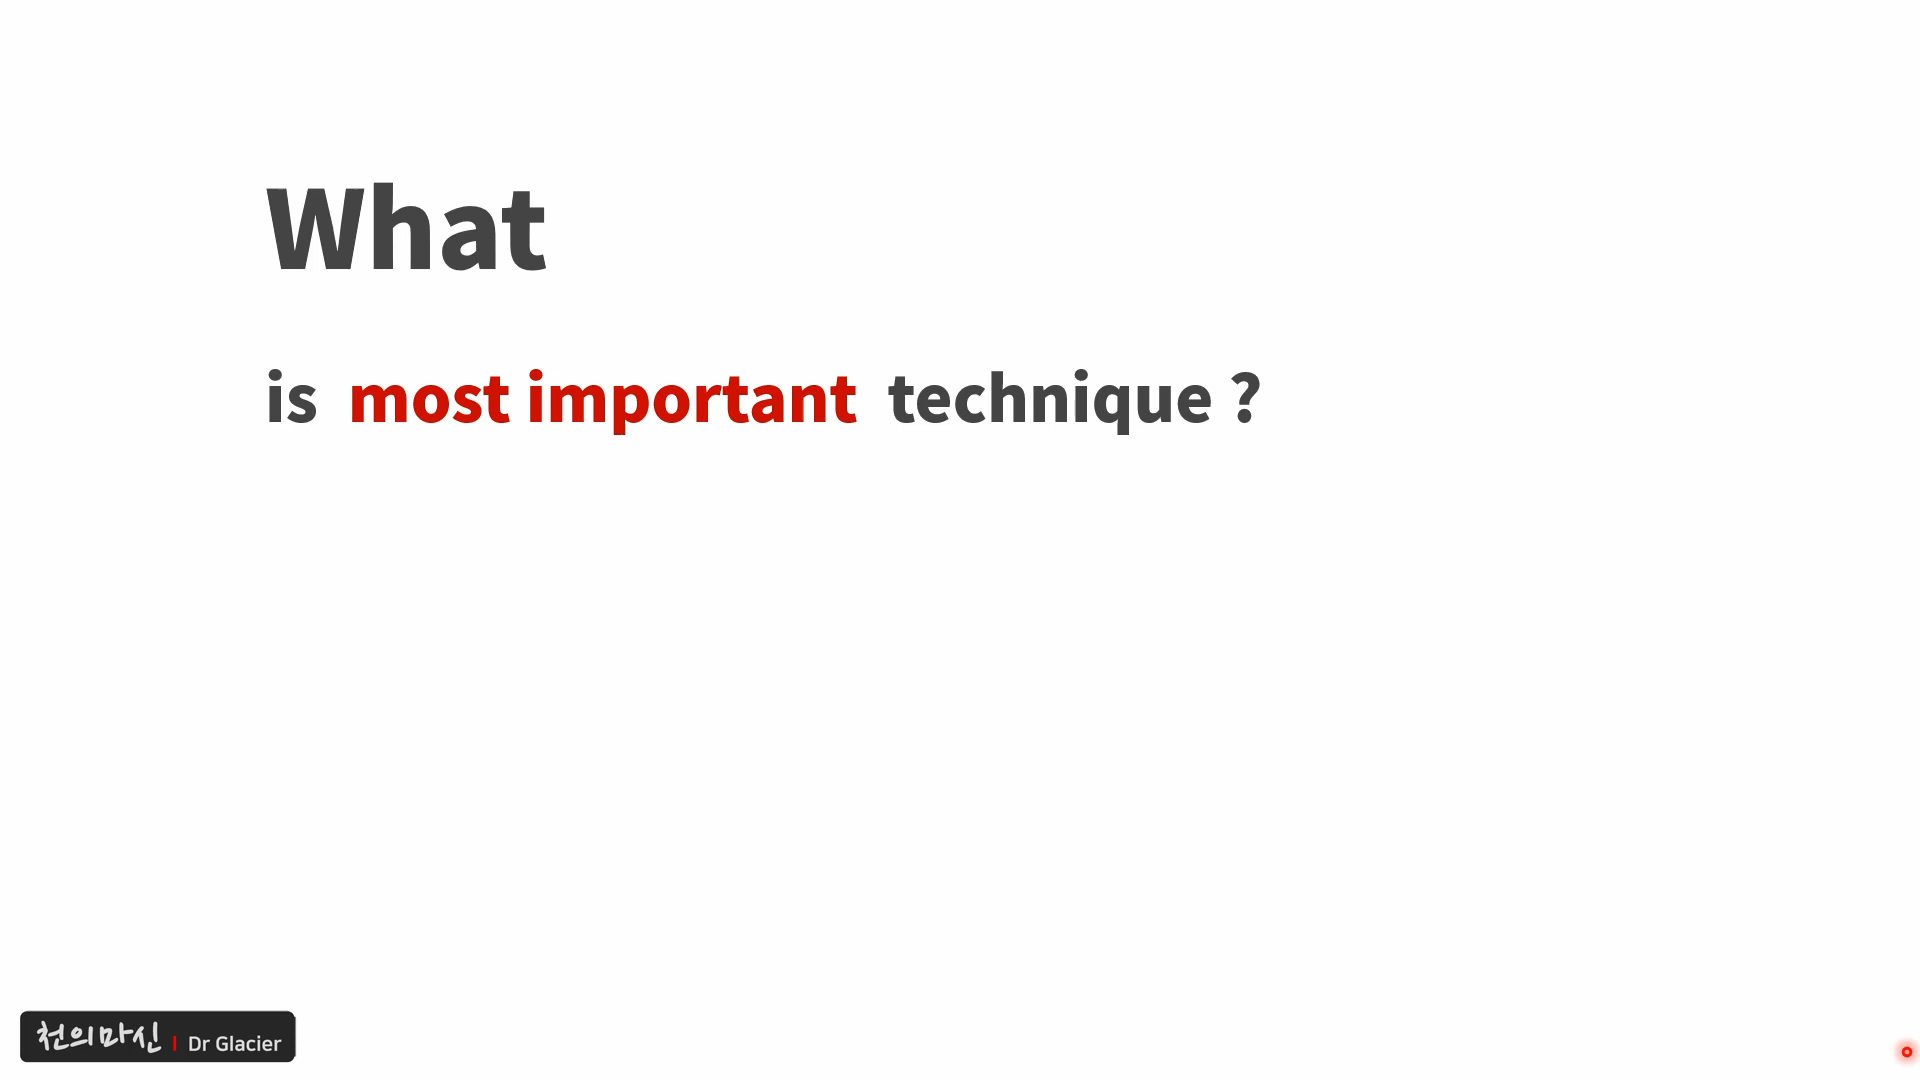 What
is most important technique ?
천의마신 | Dr Glacier